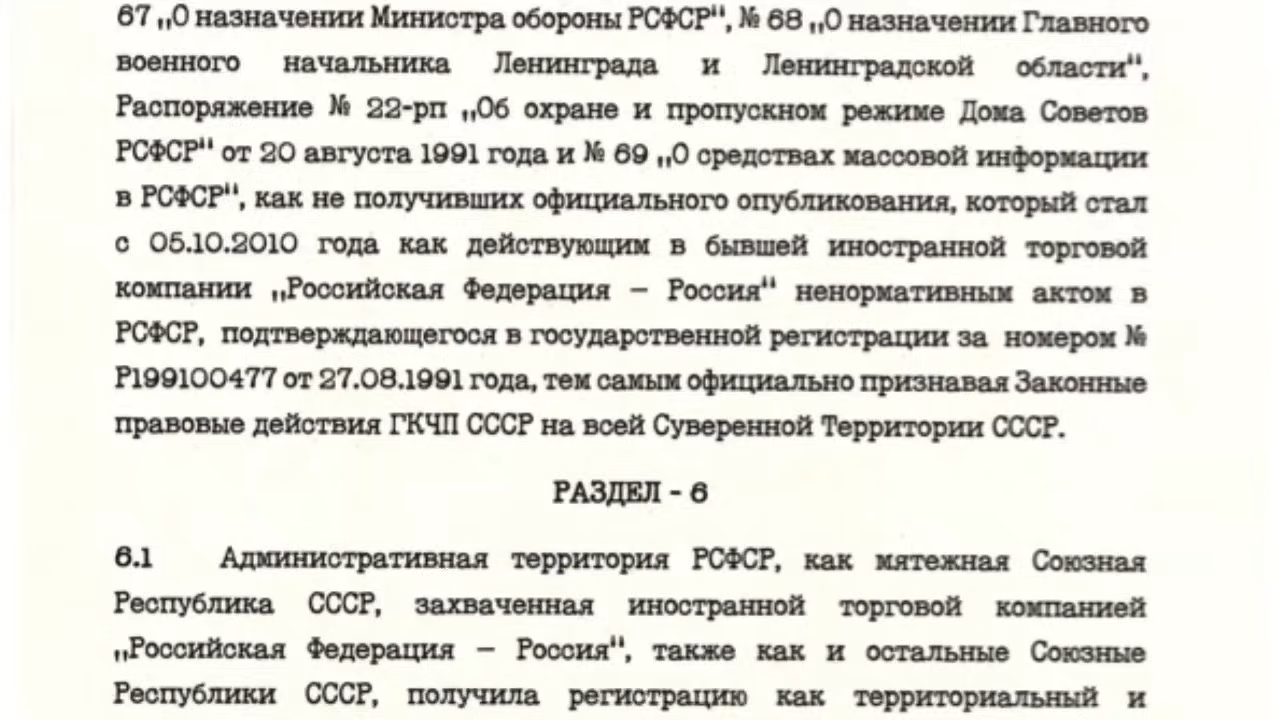 67 „О назначении Министра обороны РСФСР“, № 68 „О назначении Главного
военного начальника Ленинграда и Ленинградской области“,
Распоряжение № 22-рп „Об охране и пропускном режиме Дома Советов
РСФСР“ от 20 августа 1991 года и № 69 „О средствах массовой информации
в РСФСР“, как не получивших официального опубликования, который стал
с 05.10.2010 года как действующим в бывшей иностранной торговой
компании „Российская Федерация – Россия“ ненормативным актом в
РСФСР, подтверждающегося в государственной регистрации за номером №
Р199100477 от 27.08.1991 года, тем самым официально признавая Законные
правовые действия ГКЧП СССР на всей Суверенной Территории СССР.
РАЗДЕЛ - 6
6.1 Административная территория РСФСР, как мятежная Союзная
Республика СССР, захваченная иностранной торговой компанией
„Российская Федерация – Россия“, также как и остальные Союзные
Республики СССР, получила регистрацию как территориальный и